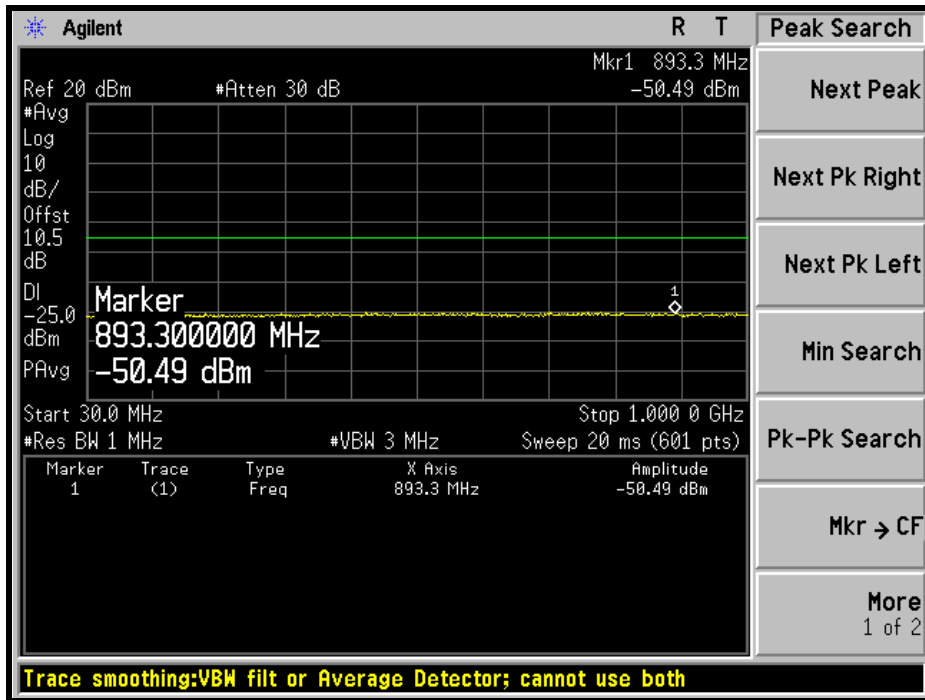 Agilent R T Peak Search
Mkr1 893.3 MHz
Ref 20 dBm #Atten 30 dB -50.49 dBm
#Avg
Log
10
dB/
Offst
10.5
dB
DI
-25.0
dBm
PAvg
1
Marker
893.300000 MHz
-50.49 dBm
Start 30.0 MHz Stop 1.000 0 GHz
#Res BW 1 MHz #VBW 3 MHz Sweep 20 ms (601 pts)
Marker Trace Type X Axis Amplitude
1 (1) Freq 893.3 MHz -50.49 dBm
Next Peak
Next Pk Right
Next Pk Left
Min Search
Pk-Pk Search
Mkr → CF
More
1 of 2
Trace smoothing:VBW filt or Average Detector; cannot use both